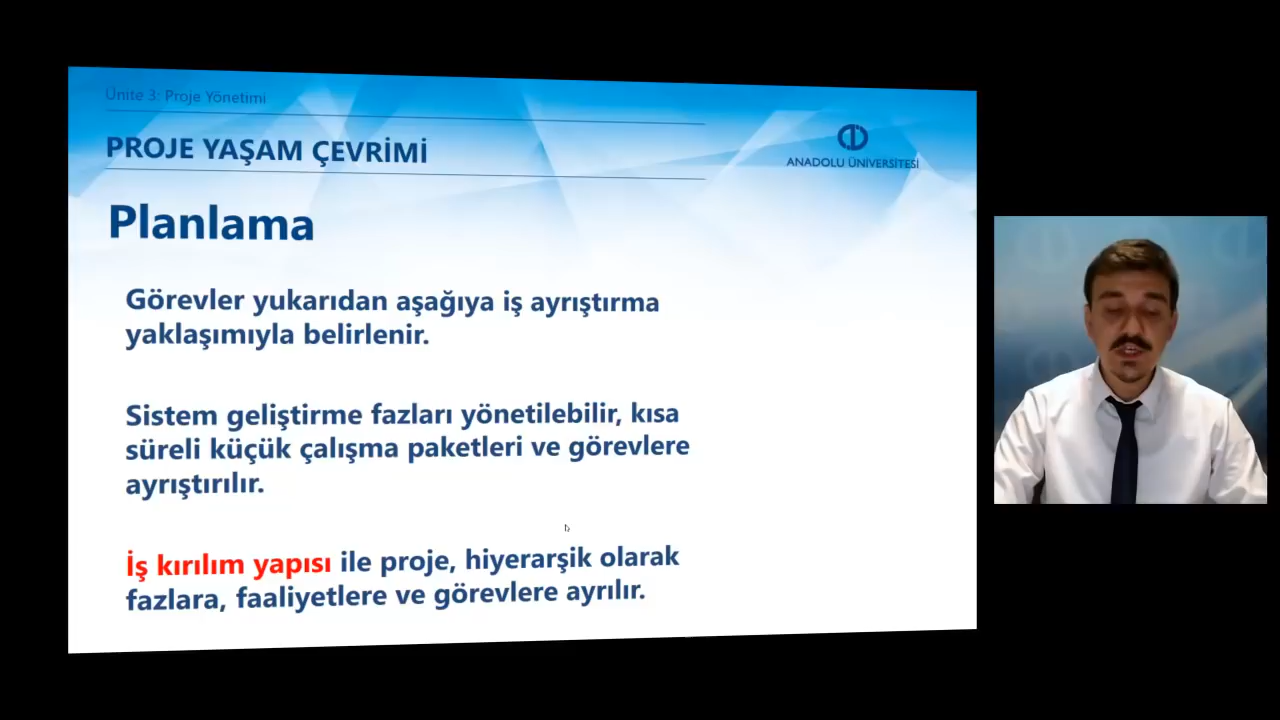 Ünite 3: Proje Yönetimi
PROJE YAŞAM ÇEVRİMİ
ANADOLU ÜNİVERSİTESİ
Planlama
Görevler yukarıdan aşağıya iş ayrıştırma
yaklaşımıyla belirlenir.
Sistem geliştirme fazları yönetilebilir, kısa
süreli küçük çalışma paketleri ve görevlere
ayrıştırılır.
İş kırılım yapısı ile proje, hiyerarşik olarak
fazlara, faaliyetlere ve görevlere ayrılır.